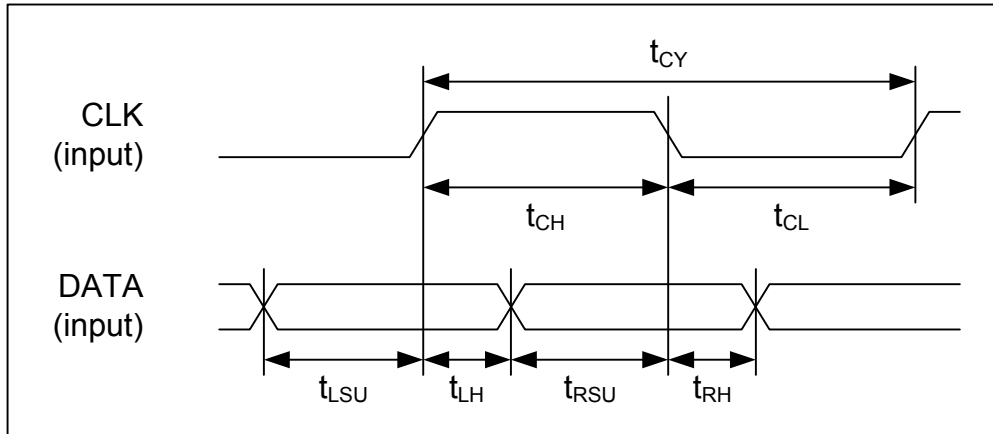 tCY
CLK
(input)
tCH
tCL
DATA
(input)
tLSU
tLH
tRSU
tRH